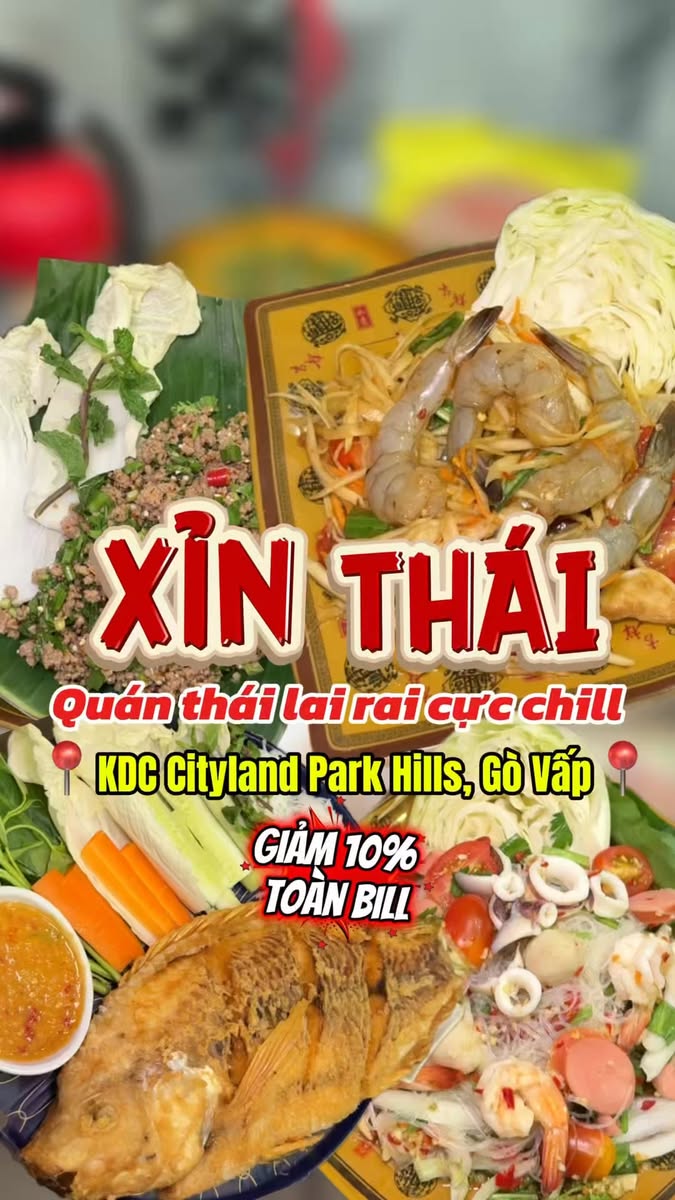 XỈN THÁI
Quán thái lai rai cực chill
KDC Cityland Park Hills, Gò Vấp
GIẢM 10%
TOÀN BILL